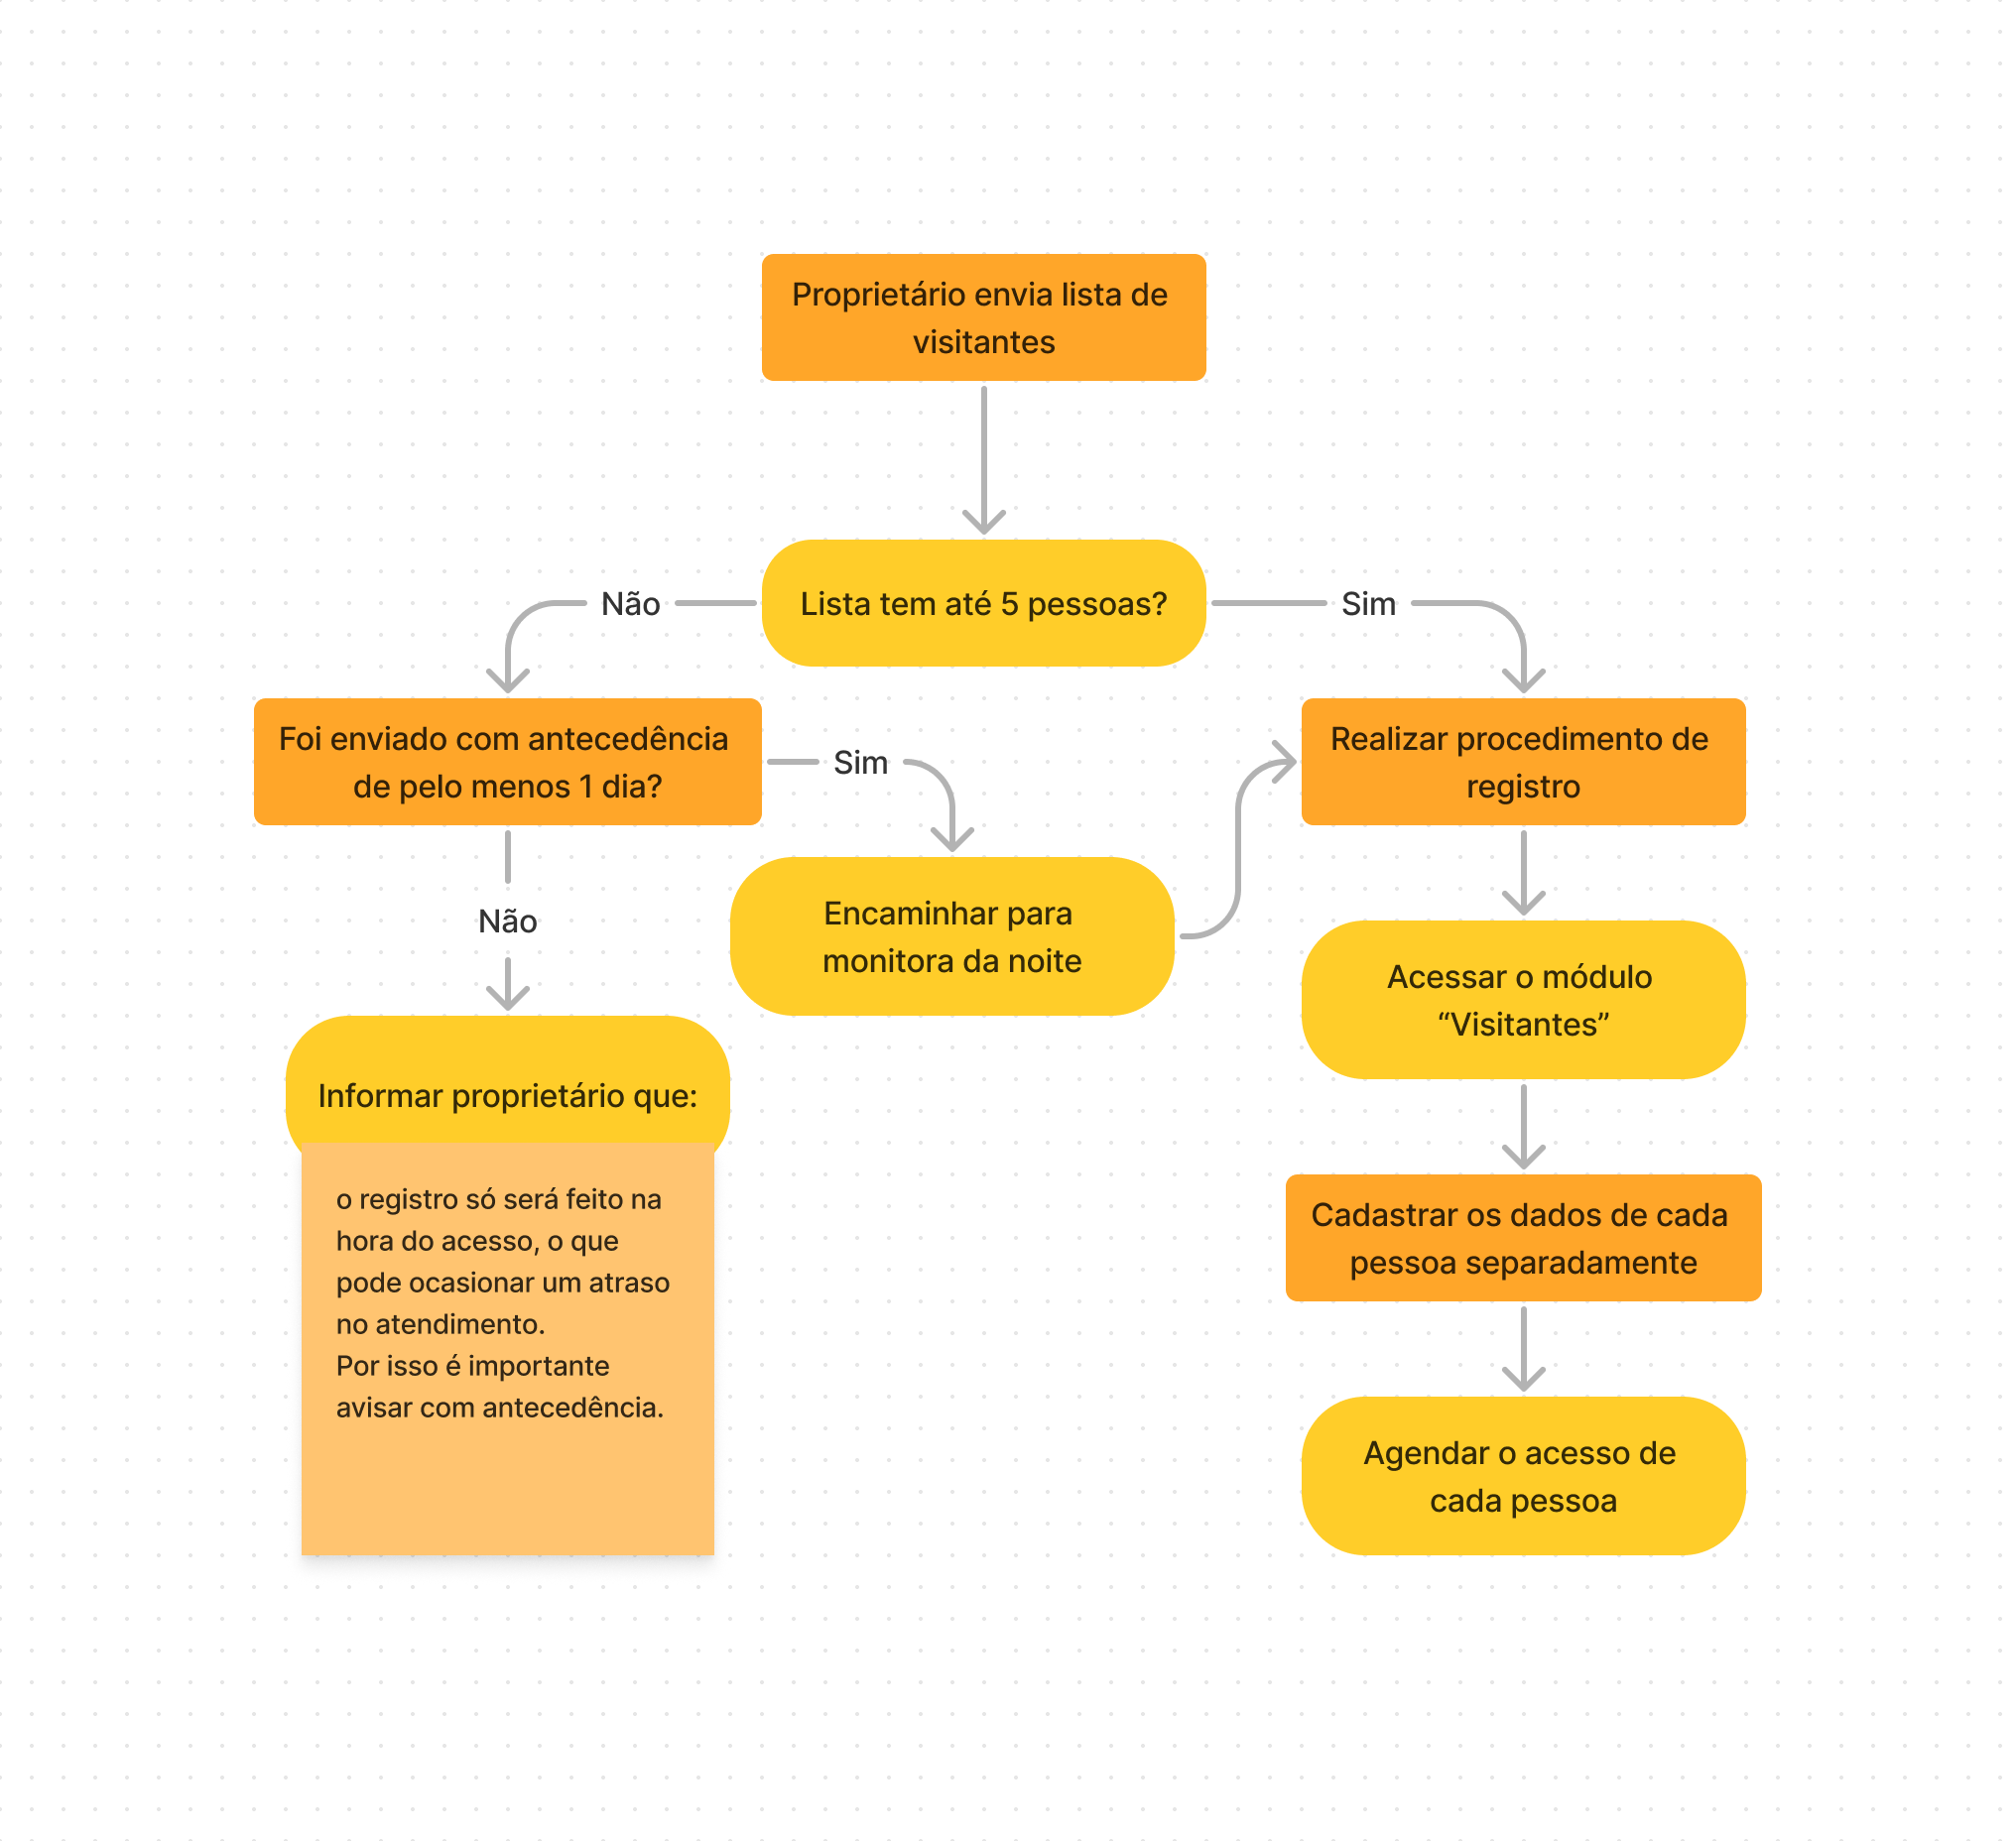 Proprietário envia lista de
visitantes
Lista tem até 5 pessoas?
Não
Sim
Foi enviado com antecedência
de pelo menos 1 dia?
Sim
Realizar procedimento de
registro
Encaminhar para
monitora da noite
Não
Acessar o módulo
“Visitantes”
Informar proprietário que:
o registro só será feito na
hora do acesso, o que
pode ocasionar um atraso
no atendimento.
Por isso é importante
avisar com antecedência.
Cadastrar os dados de cada
pessoa separadamente
Agendar o acesso de
cada pessoa